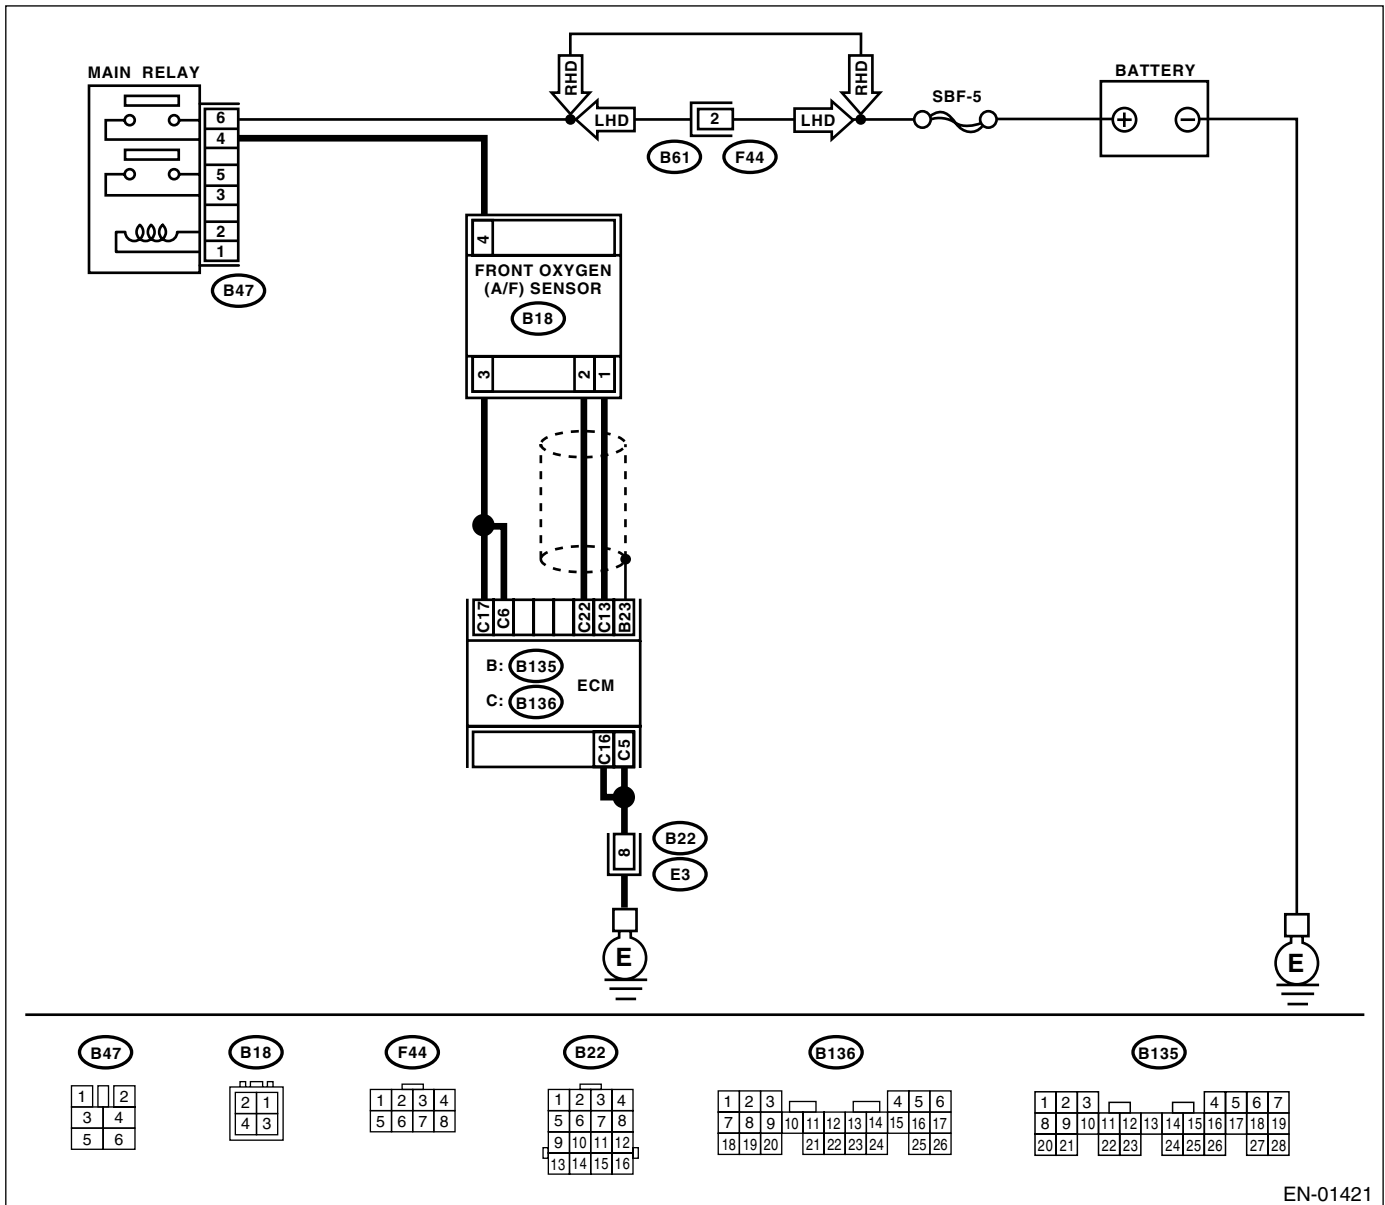 MAIN RELAY
6
4
5
3
2
1
B47
RHD
RHD
LHD
2
LHD
B61
F44
SBF-5
BATTERY
+
−
4
FRONT OXYGEN
(A/F) SENSOR
B18
3
2
1
C17
C6
C22
C13
B23
B: B135
C: B136
ECM
C16
C5
8
B22
E3
E
E
B47
1 2
3 4
5 6
B18
2 1
4 3
F44
1 2 3 4
5 6 7 8
B22
1 2 3 4
5 6 7 8
9 10 11 12
13 14 15 16
B136
1 2 3 4 5 6
7 8 9 10 11 12 13 14 15 16 17
18 19 20 21 22 23 24 25 26
B135
1 2 3 4 5 6 7
8 9 10 11 12 13 14 15 16 17 18 19
20 21 22 23 24 25 26 27 28
EN-01421